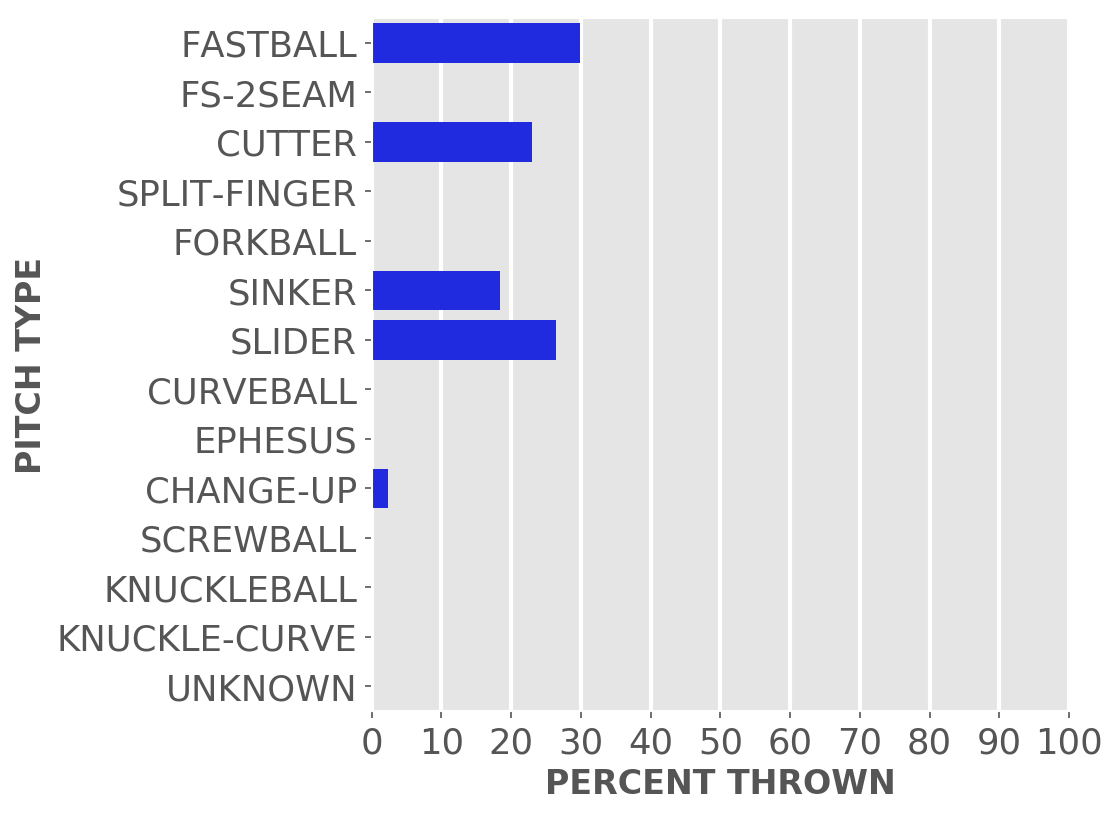 FASTBALL
FS-2SEAM
CUTTER
SPLIT-FINGER
FORKBALL
SINKER
SLIDER
CURVEBALL
EPHESUS
CHANGE-UP
SCREWBALL
KNUCKLEBALL
KNUCKLE-CURVE
UNKNOWN
PITCH TYPE
0 10 20 30 40 50 60 70 80 90 100
PERCENT THROWN